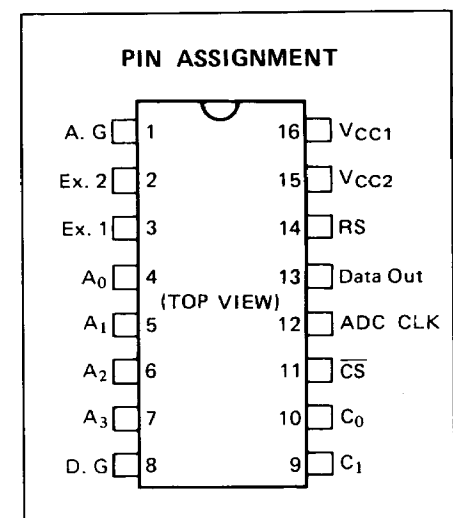 PIN ASSIGNMENT
A. G 1 16 VCC1
Ex. 2 2 15 VCC2
Ex. 1 3 14 RS
A0 4 13 Data Out
(TOP VIEW)
A1 5 12 ADC CLK
A2 6 11 C̅S̅
A3 7 10 C0
D. G 8 9 C1